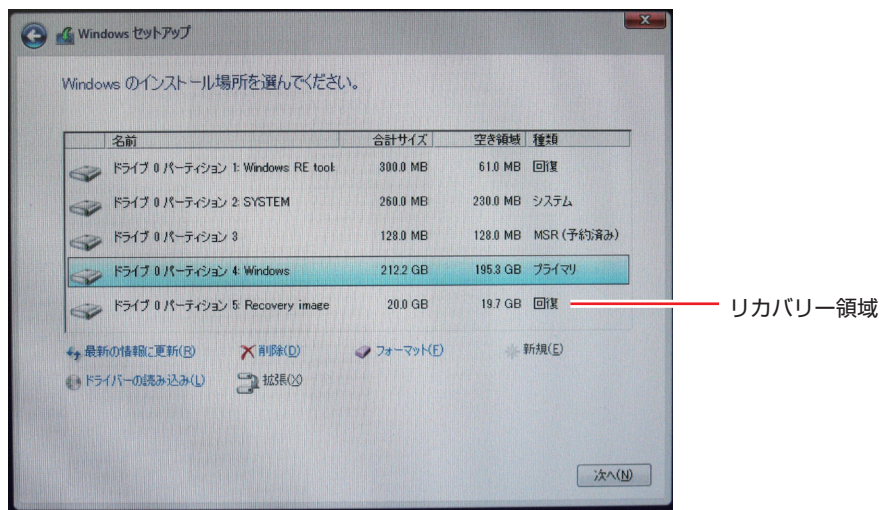 Windows セットアップ
Windows のインストール場所を選んでください。
名前 合計サイズ 空き領域 種類
ドライブ 0 パーティション 1: Windows RE tools 300.0 MB 61.0 MB 回復
ドライブ 0 パーティション 2: SYSTEM 260.0 MB 230.0 MB システム
ドライブ 0 パーティション 3 128.0 MB 128.0 MB MSR (予約済み)
ドライブ 0 パーティション 4: Windows 212.2 GB 195.3 GB プライマリ
ドライブ 0 パーティション 5: Recovery image 20.0 GB 19.7 GB 回復
リカバリー領域
最新の情報に更新(R) 削除(D) フォーマット(F) 新規(E)
ドライバーの読み込み(L) 拡張(X)
次へ(N)